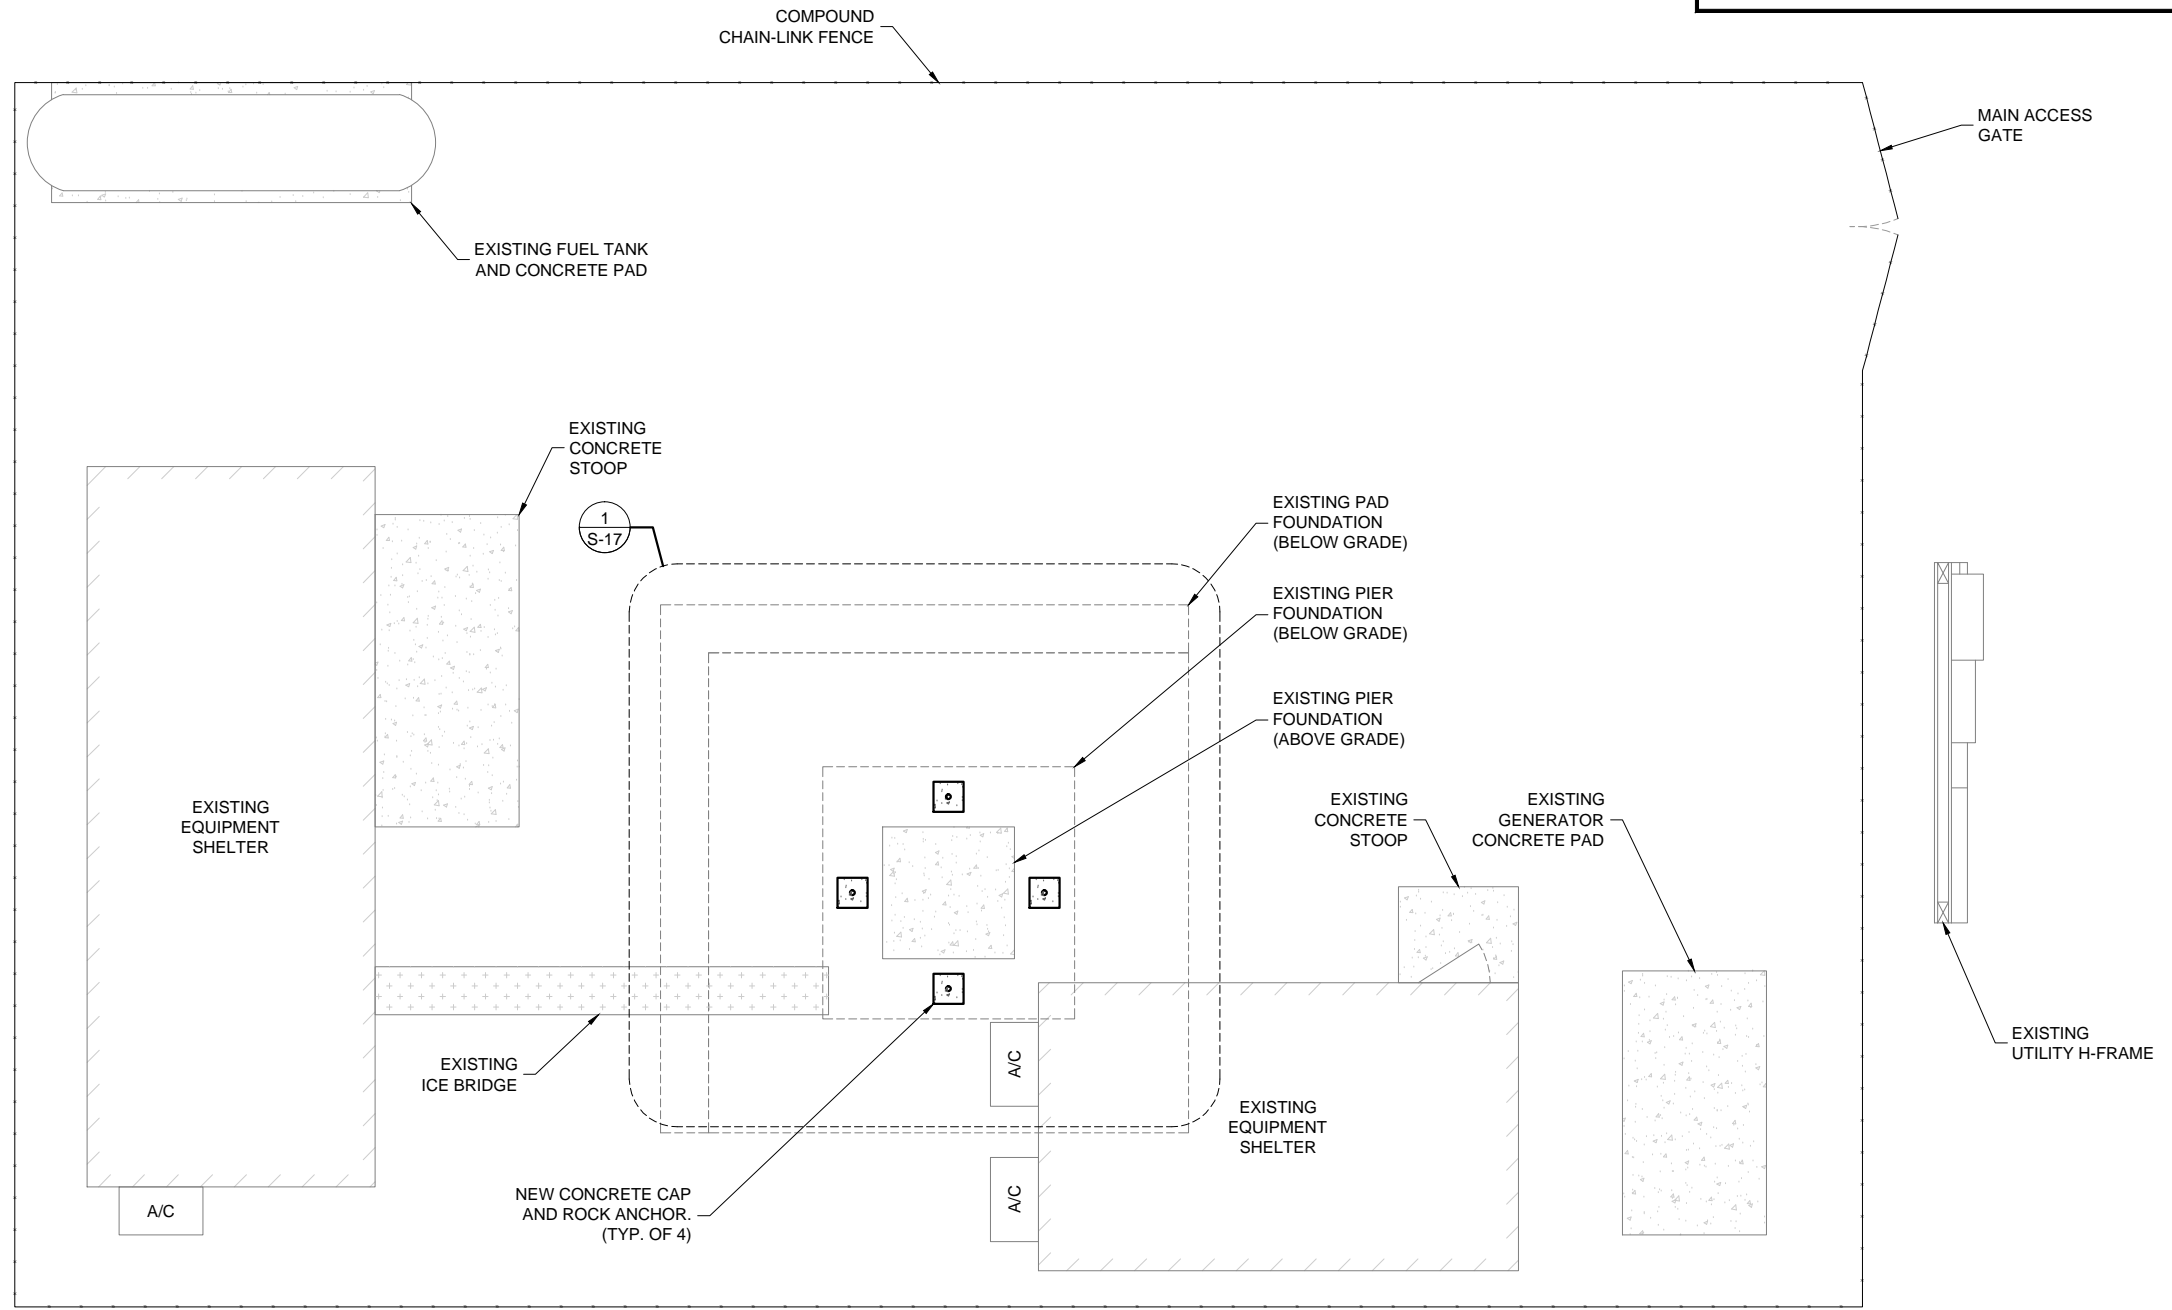 COMPOUND
CHAIN-LINK FENCE
MAIN ACCESS
GATE
EXISTING FUEL TANK
AND CONCRETE PAD
EXISTING
CONCRETE
STOOP
1
S-17
EXISTING PAD
FOUNDATION
(BELOW GRADE)
EXISTING PIER
FOUNDATION
(BELOW GRADE)
EXISTING PIER
FOUNDATION
(ABOVE GRADE)
EXISTING
EQUIPMENT
SHELTER
EXISTING
CONCRETE
STOOP
EXISTING
GENERATOR
CONCRETE PAD
EXISTING
UTILITY H-FRAME
EXISTING
ICE BRIDGE
A/C
EXISTING
EQUIPMENT
SHELTER
A/C
NEW CONCRETE CAP
AND ROCK ANCHOR.
(TYP. OF 4)
A/C